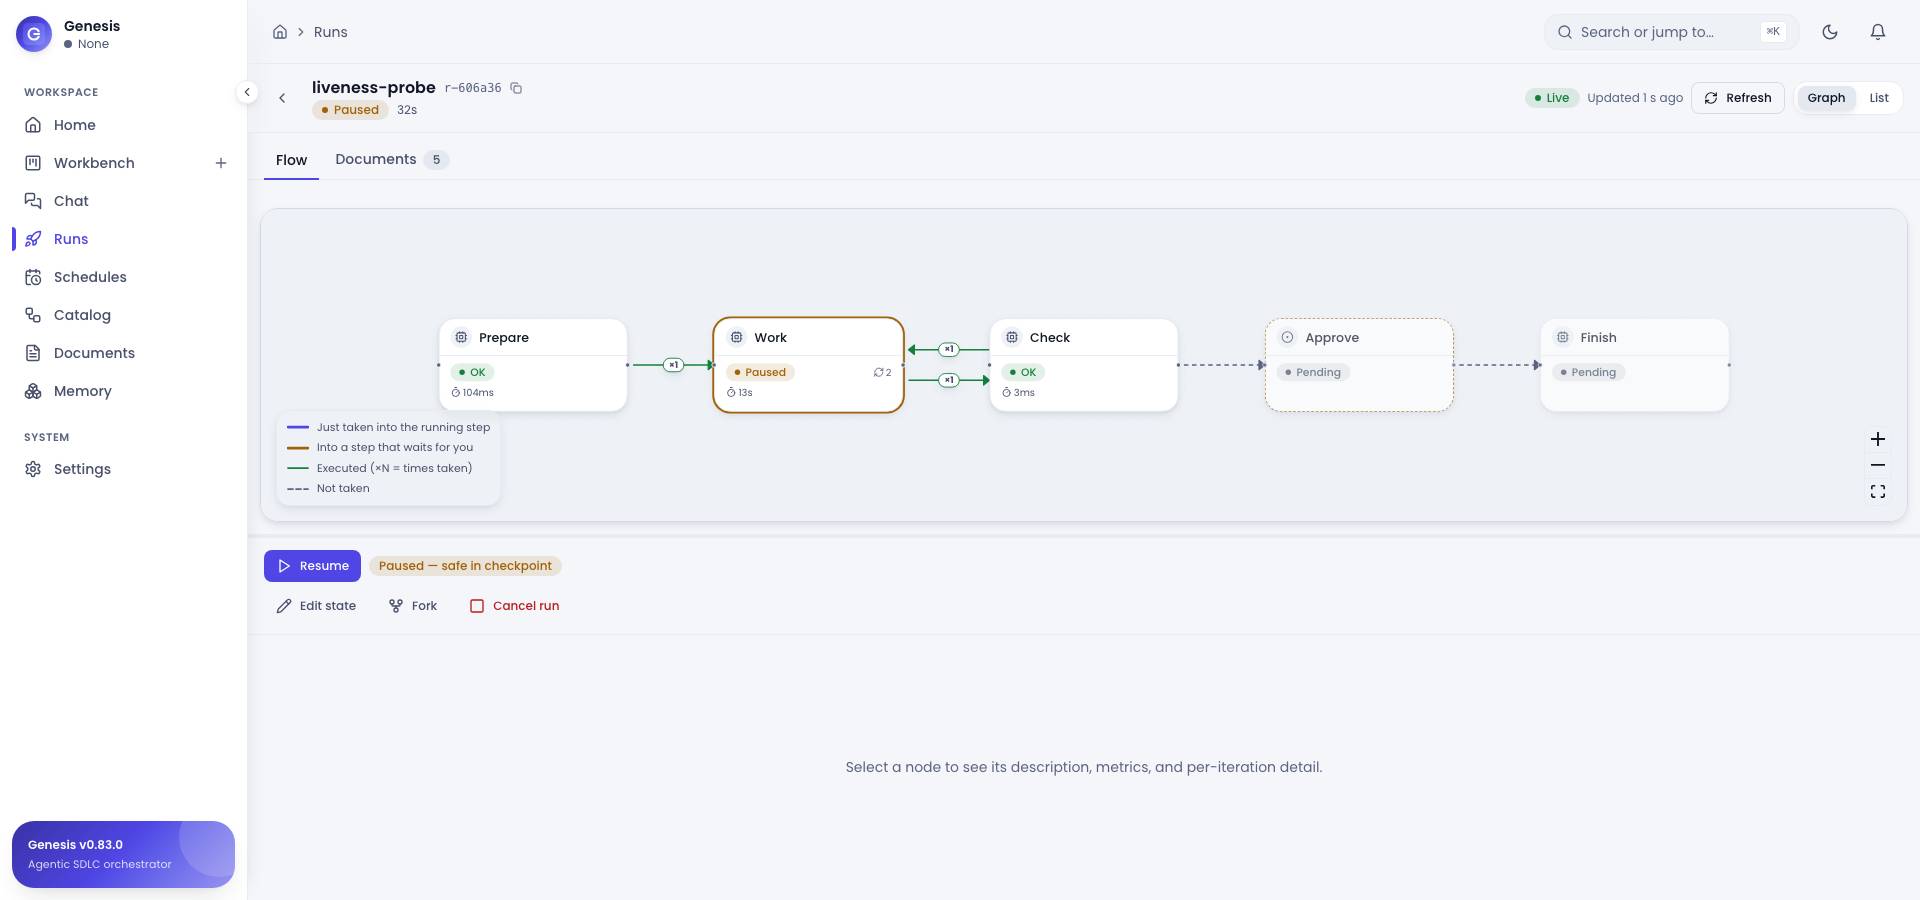 Genesis
None
WORKSPACE
Home
Workbench
Chat
Runs
Schedules
Catalog
Documents
Memory
SYSTEM
Settings
Genesis v0.83.0
Agentic SDLC orchestrator
Runs
Search or jump to...
⌘K
liveness-probe r-606a36
Paused 32s
Live Updated 1 s ago Refresh Graph List
Flow Documents 5
Prepare
OK
104ms
×1
Work
Paused 2
13s
×1
×1
Check
OK
3ms
Approve
Pending
Finish
Pending
Just taken into the running step
Into a step that waits for you
Executed (×N = times taken)
Not taken
Resume Paused — safe in checkpoint
Edit state Fork Cancel run
Select a node to see its description, metrics, and per-iteration detail.